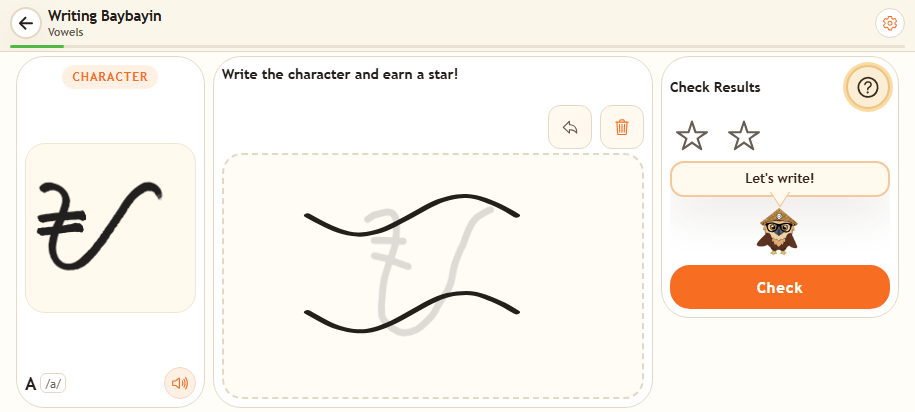 Writing Baybayin
Vowels
CHARACTER
ᜀ
A /a/
Write the character and earn a star!
ᜀ
ᜁ
Check Results
?
Let's write!
Check